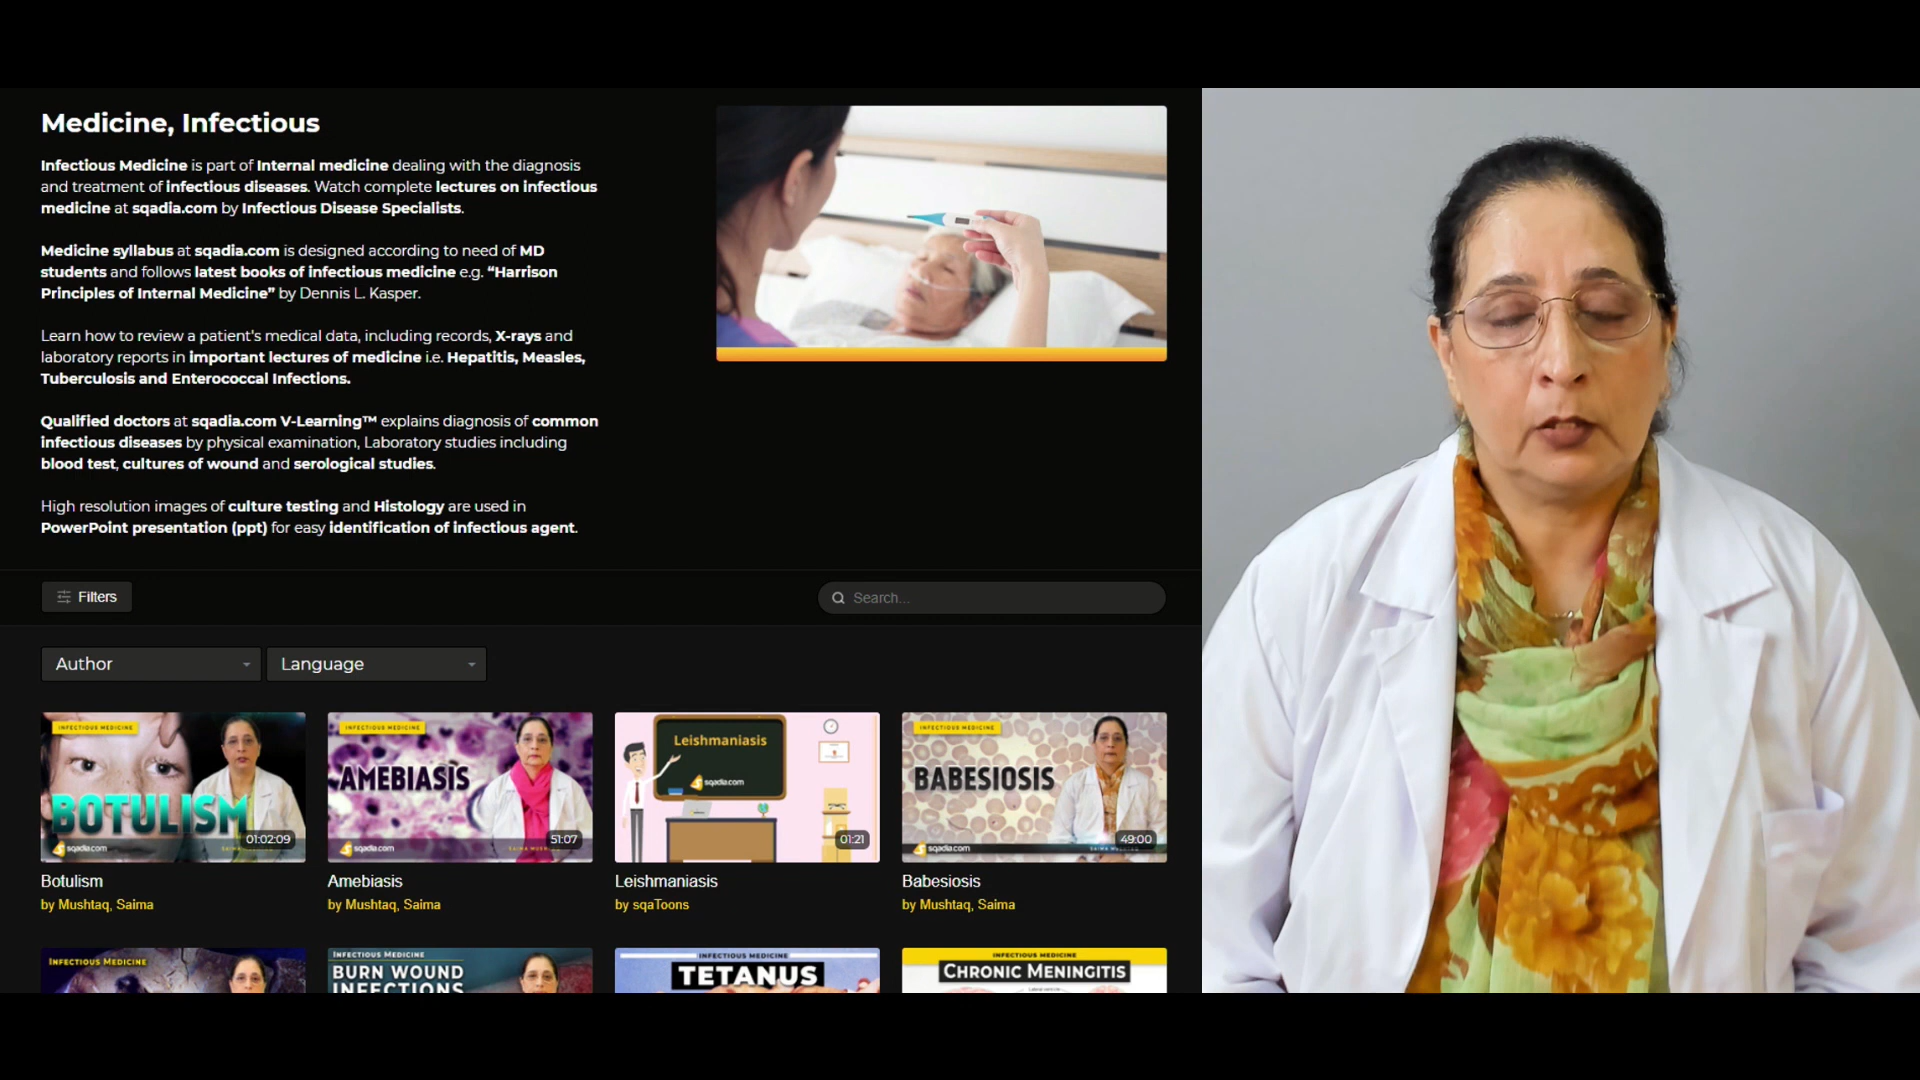 Medicine, Infectious
Infectious Medicine is part of Internal medicine dealing with the diagnosis
and treatment of infectious diseases. Watch complete lectures on infectious
medicine at sqadia.com by Infectious Disease Specialists.
Medicine syllabus at sqadia.com is designed according to need of MD
students and follows latest books of infectious medicine e.g. “Harrison
Principles of Internal Medicine” by Dennis L. Kasper.
Learn how to review a patient's medical data, including records, X-rays and
laboratory reports in important lectures of medicine i.e. Hepatitis, Measles,
Tuberculosis and Enterococcal Infections.
Qualified doctors at sqadia.com V-Learning™ explains diagnosis of common
infectious diseases by physical examination, Laboratory studies including
blood test, cultures of wound and serological studies.
High resolution images of culture testing and Histology are used in
PowerPoint presentation (ppt) for easy identification of infectious agent.
Filters
Search...
Author
Language
INFECTIOUS MEDICINE
BOTULISM
01:02:09
sqadia.com
INFECTIOUS MEDICINE
AMEBIASIS
51:07
sqadia.com
Leishmaniasis
sqadia.com
01:21
INFECTIOUS MEDICINE
BABESIOSIS
49:00
sqadia.com
Botulism
by Mushtaq, Saima
Amebiasis
by Mushtaq, Saima
Leishmaniasis
by sqaToons
Babesiosis
by Mushtaq, Saima
INFECTIOUS MEDICINE
INFECTIOUS MEDICINE
BURN WOUND
INFECTIONS
INFECTIOUS MEDICINE
TETANUS
INFECTIOUS MEDICINE
CHRONIC MENINGITIS